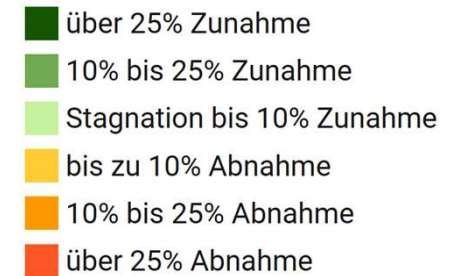 über 25% Zunahme
10% bis 25% Zunahme
Stagnation bis 10% Zunahme
bis zu 10% Abnahme
10% bis 25% Abnahme
über 25% Abnahme